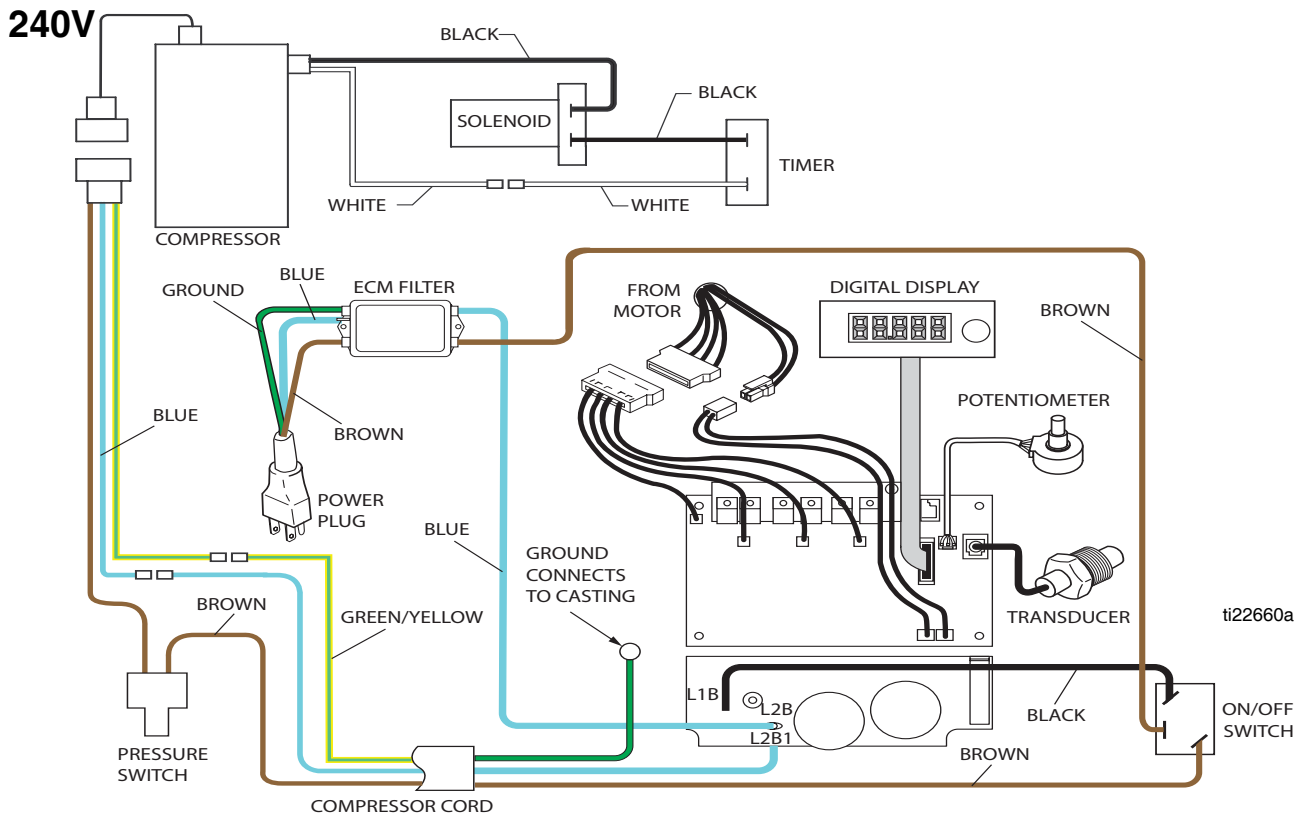 240V
BLACK
BLACK
SOLENOID
TIMER
WHITE
WHITE
COMPRESSOR
BLUE
ECM FILTER
GROUND
FROM
MOTOR
DIGITAL DISPLAY
BROWN
BLUE
BROWN
POTENTIOMETER
POWER
PLUG
BLUE
GROUND
CONNECTS
TO CASTING
BROWN
GREEN/YELLOW
TRANSDUCER
ti22660a
L1B
L2B
L2B1
BLACK
ON/OFF
SWITCH
PRESSURE
SWITCH
BROWN
COMPRESSOR CORD